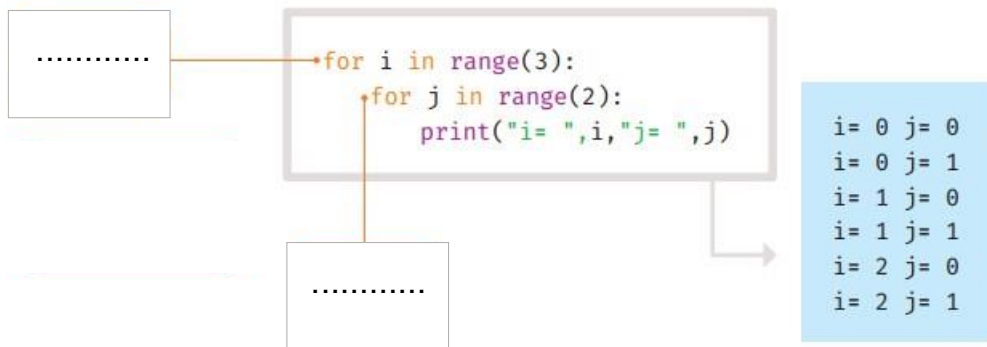 ............
for i in range(3):
for j in range(2):
print("i= ",i,"j= ",j)
............
i= 0 j= 0
i= 0 j= 1
i= 1 j= 0
i= 1 j= 1
i= 2 j= 0
i= 2 j= 1